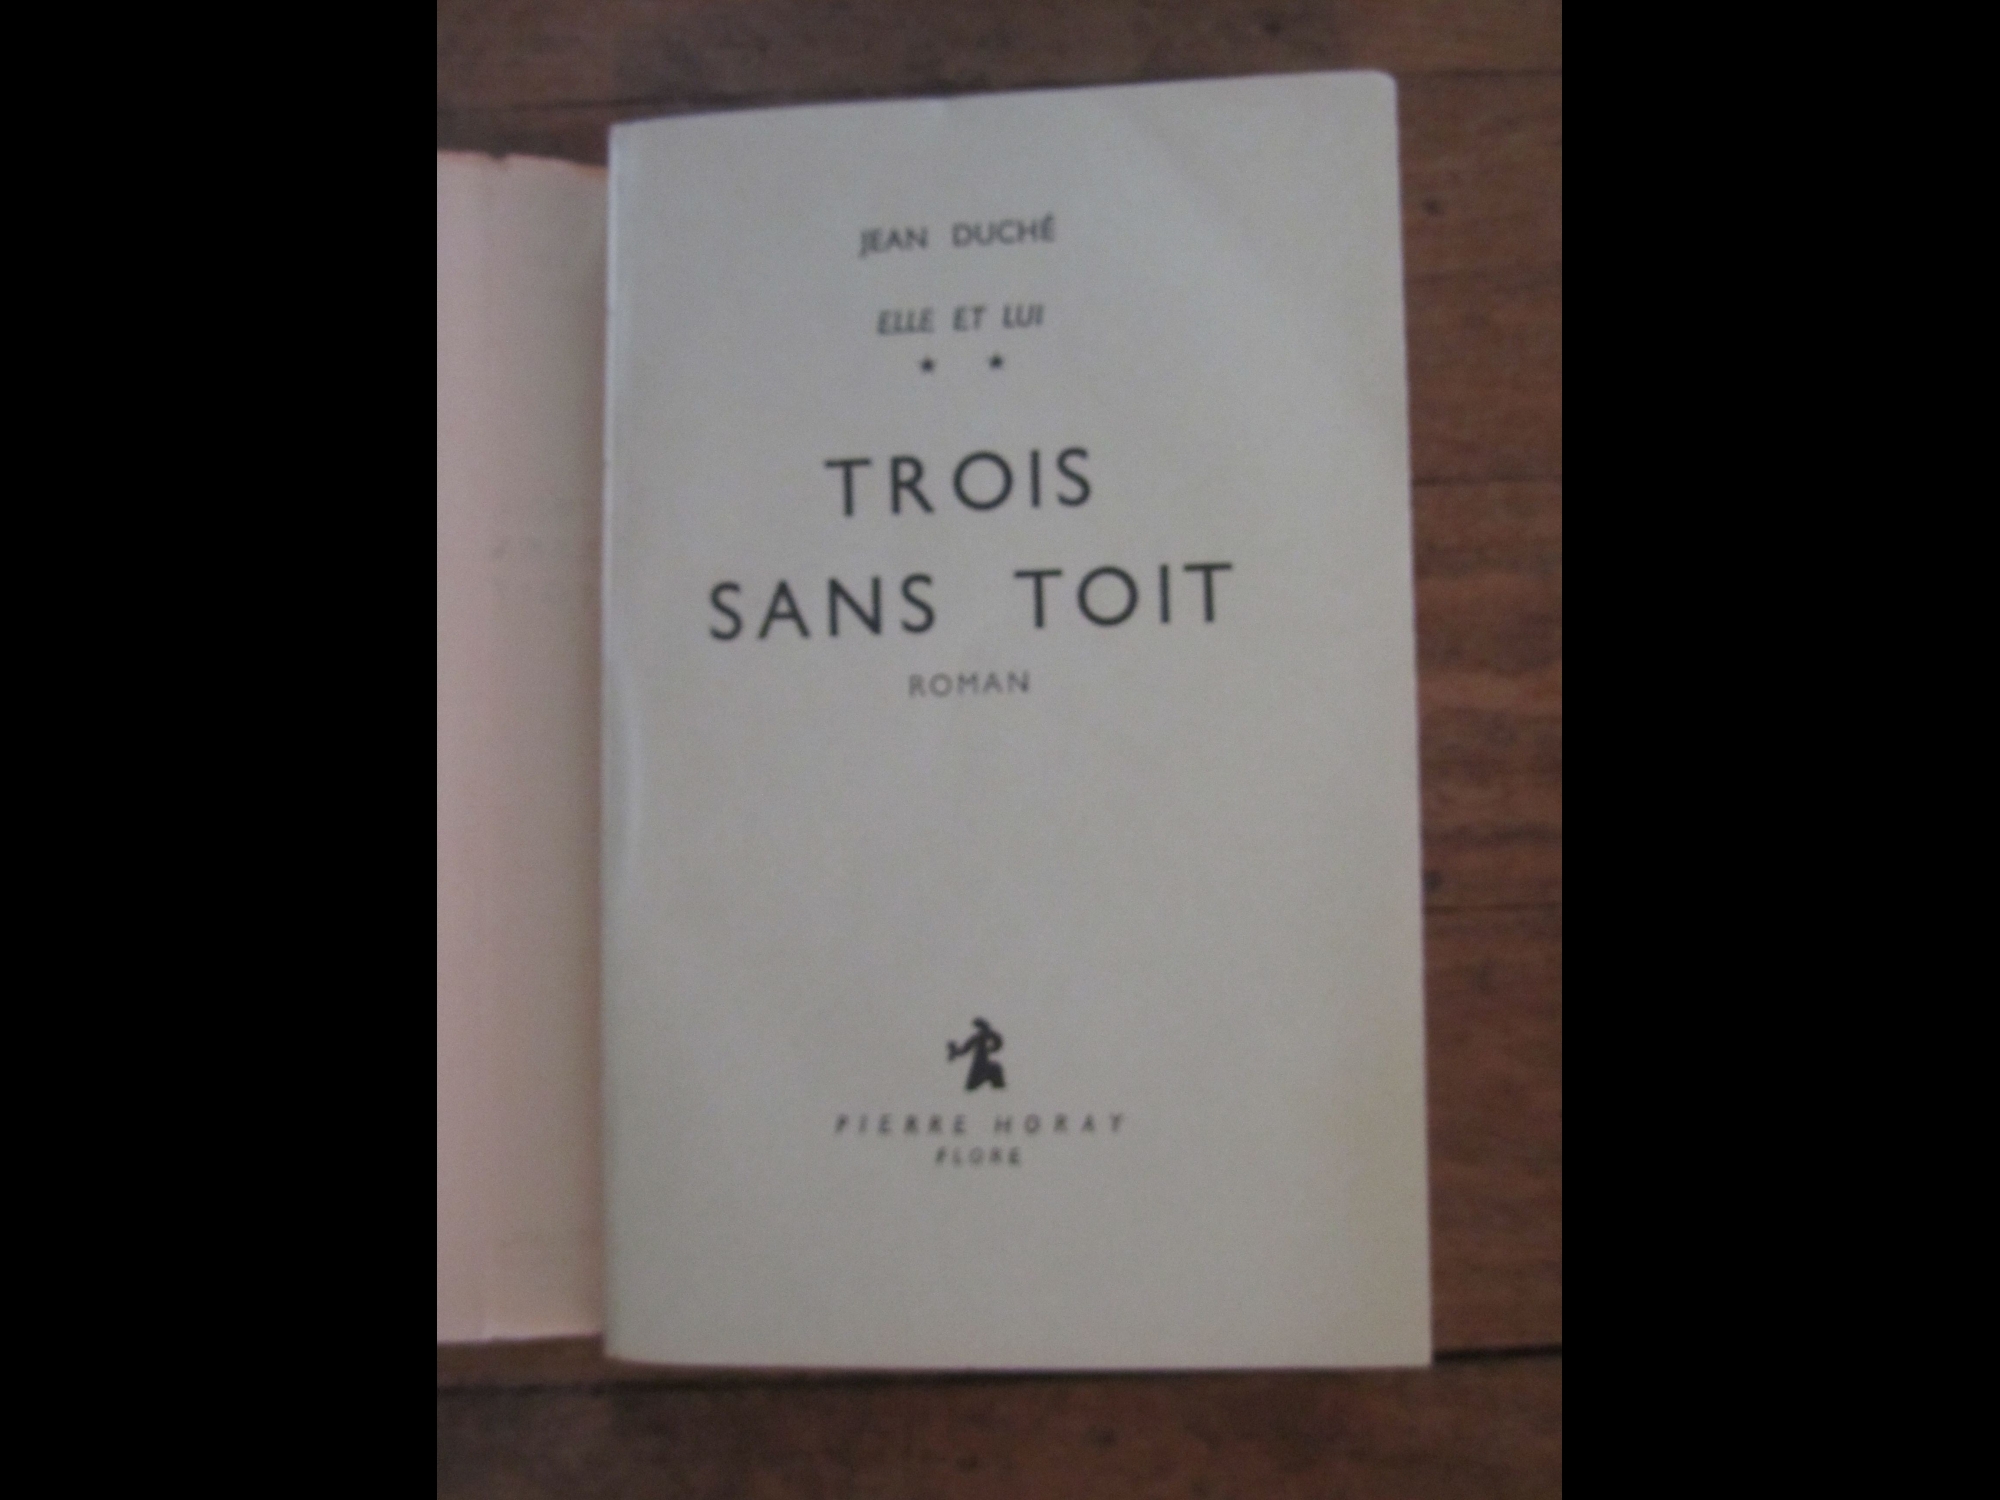 JEAN DUCHÉ
ELLE ET LUI
★ ★
TROIS
SANS TOIT
ROMAN
PIERRE HORAY
FLORE